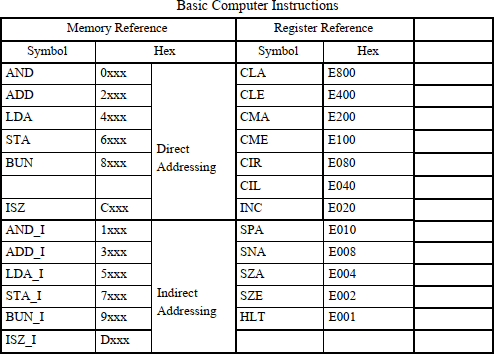 Basic Computer Instructions
Memory Reference Register Reference
Symbol Hex Symbol Hex
AND 0xxx CLA E800
ADD 2xxx CLE E400
LDA 4xxx CMA E200
STA 6xxx CME E100
Direct Addressing
BUN 8xxx CIR E080
CIL E040
ISZ Cxxx INC E020
AND_I 1xxx SPA E010
ADD_I 3xxx SNA E008
LDA_I 5xxx SZA E004
STA_I 7xxx SZE E002
Indirect Addressing
BUN_I 9xxx HLT E001
ISZ_I Dxxx